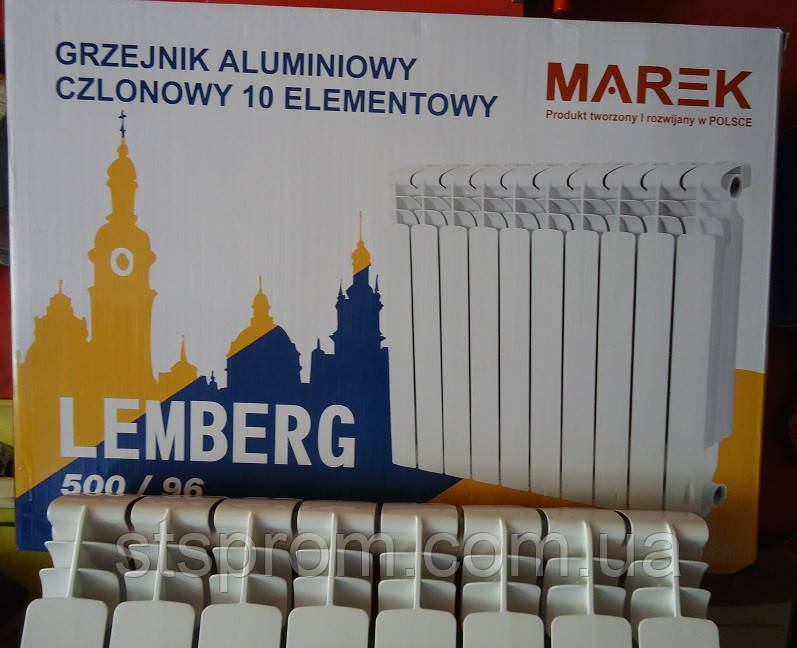 GRZEJNIK ALUMINIOWY
CZLONOWY 10 ELEMENTOWY
MAREK
Produkt tworzony I rozwijany w POLSCE
LEMBERG
500 / 96
stsprom.com.ua